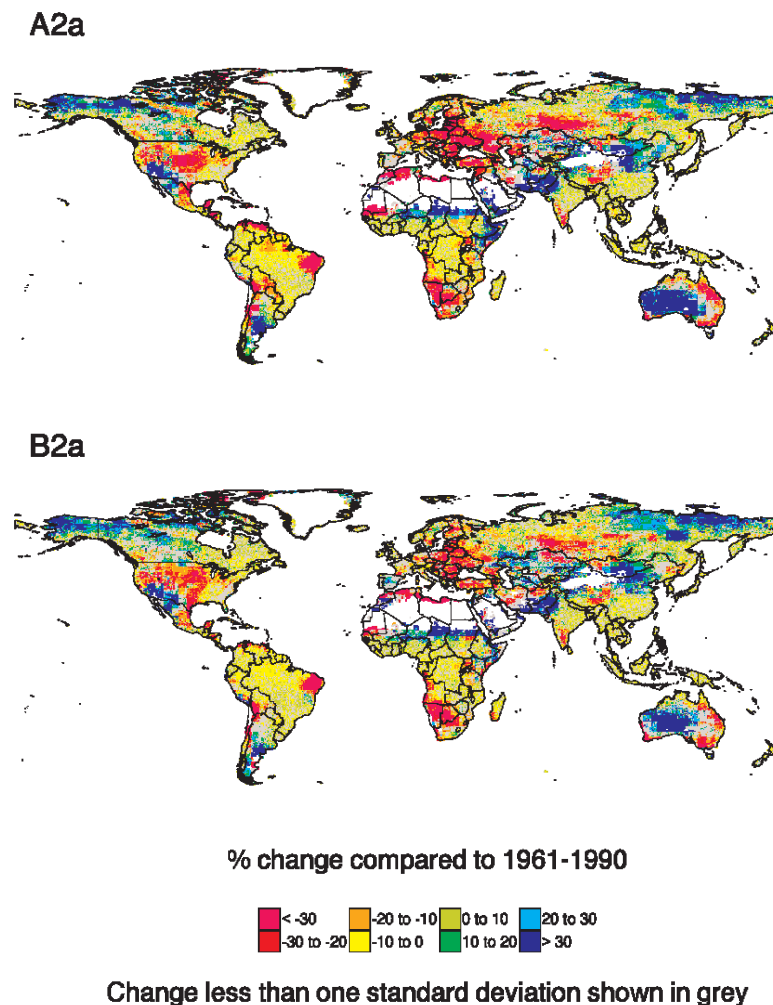 A2a
B2a
% change compared to 1961-1990
< -30 -20 to -10 0 to 10 20 to 30
-30 to -20 -10 to 0 10 to 20 > 30
Change less than one standard deviation shown in grey